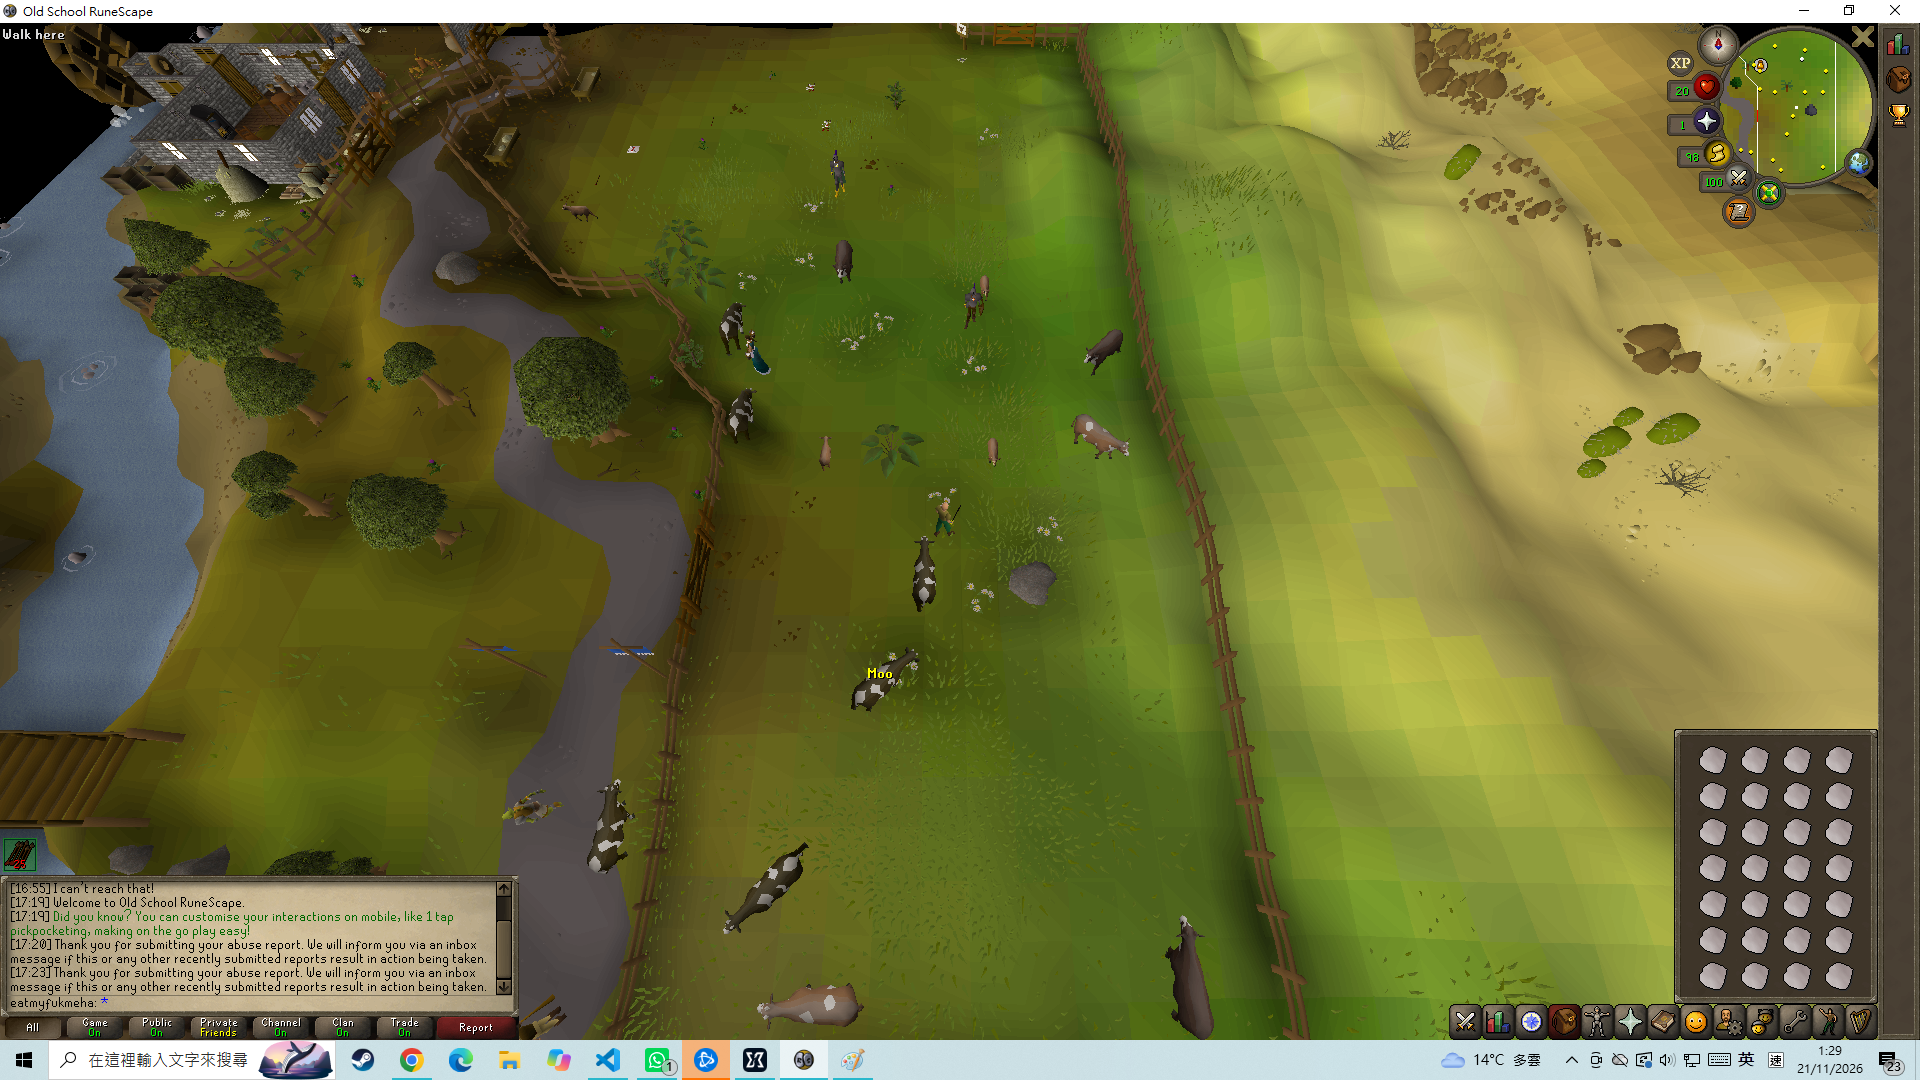 Old School RuneScape
Walk here
N
XP
20
1
98
100
Moo
25
[16:55] I can't reach that!
[17:19] Welcome to Old School RuneScape.
[17:19] Did you know? You can customise your interactions on mobile, like 1 tap
pickpocketing, making on the go play easy!
[17:20] Thank you for submitting your abuse report. We will inform you via an inbox
message if this or any other recently submitted reports result in action being taken.
[17:23] Thank you for submitting your abuse report. We will inform you via an inbox
message if this or any other recently submitted reports result in action being taken.
eatmyfukmeha: *
All
Game
On
Public
On
Private
Friends
Channel
On
Clan
On
Trade
On
Report
在這裡輸入文字來搜尋
1
14°C 多雲
英
速
1:29
21/11/2026
23